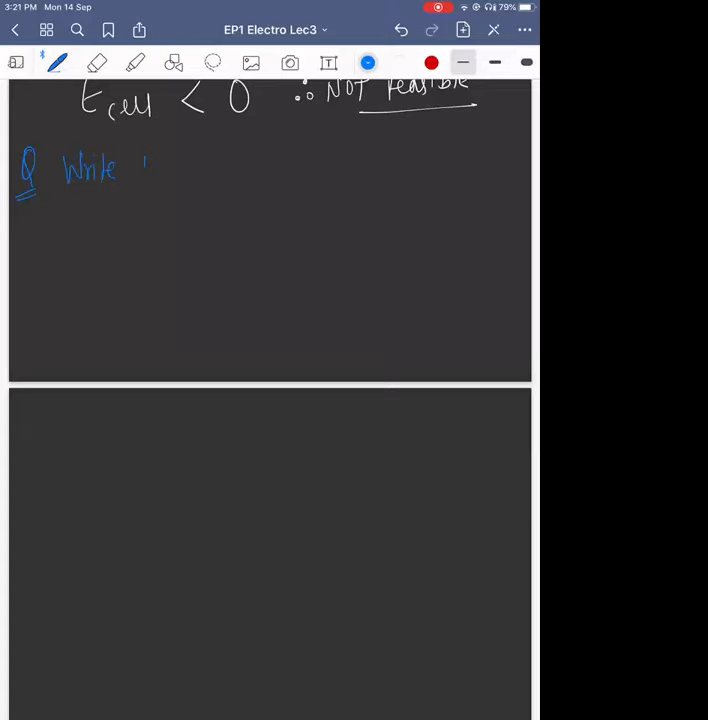 3:21 PM Mon 14 Sep 79%
EP1 Electro Lec3
T
Ecell < 0 ∴ Not feasible
Q Write